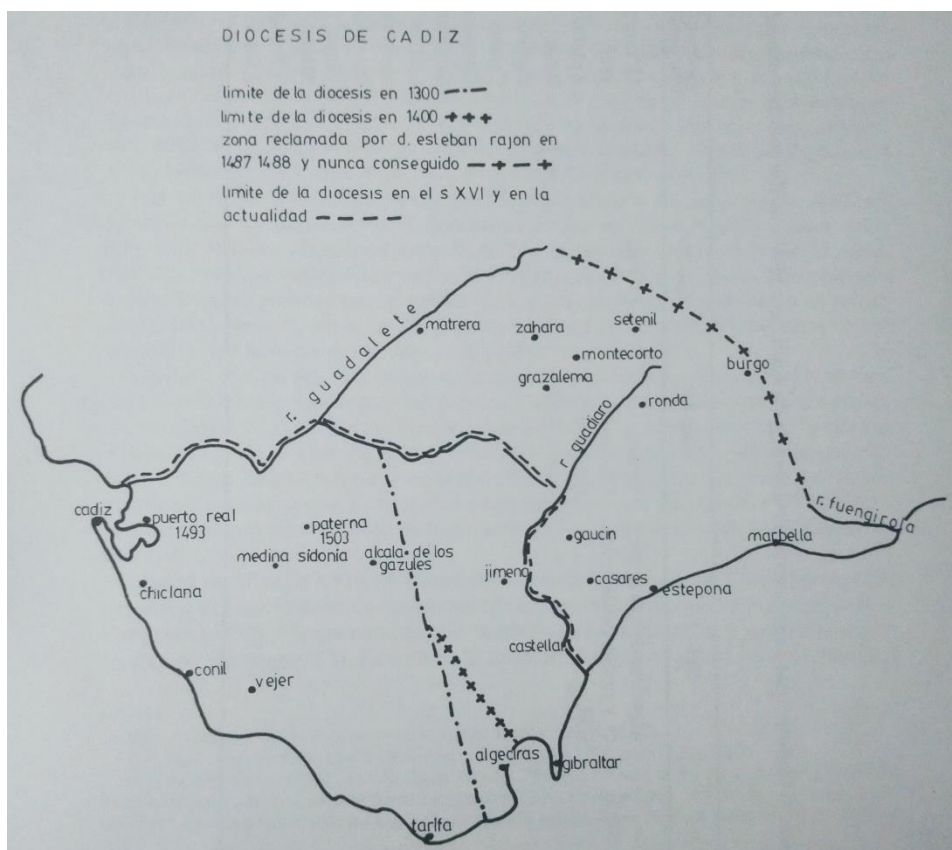 DIOCESIS DE CADIZ
limite de la diocesis en 1300
limite de la diocesis en 1400
zona reclamada por d. esteban rajon en
1487 1488 y nunca conseguido
limite de la diocesis en el s XVI y en la
actualidad
r. guadalete
matrera
zahara
setenil
montecorto
burgo
grazalema
ronda
r guadiaro
cadiz
puerto real
1493
paterna
1503
medina sidonia
alcala de los
gazules
chiclana
jimena
gaucin
casares
estepona
marbella
r. fuengirola
castellar
conil
vejer
algeciras
gibraltar
tarifa